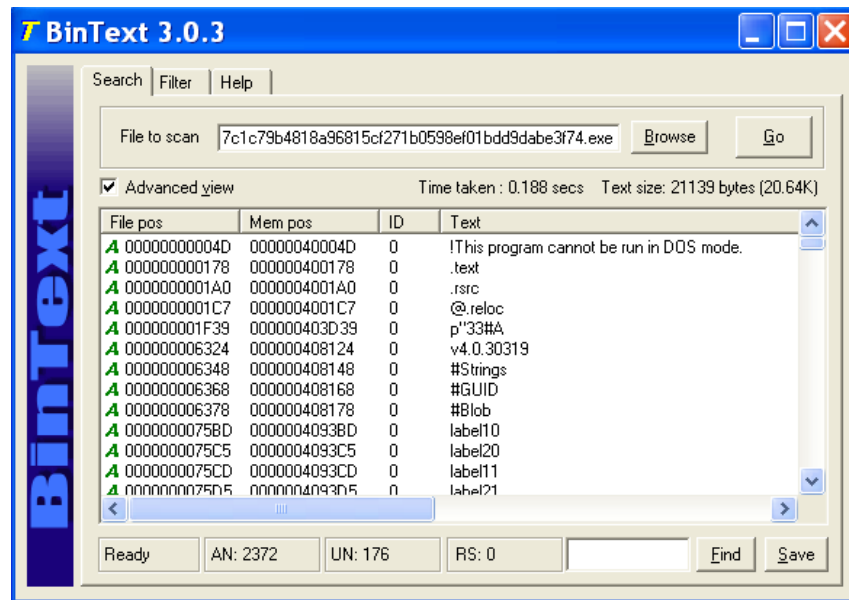 BinText 3.0.3
Search Filter Help
File to scan 7c1c79b4818a96815cf271b0598ef01bdd9dabe3f74.exe Browse Go
Advanced view Time taken : 0.188 secs Text size: 21139 bytes (20.64K)
File pos Mem pos ID Text
A 00000000004D 00000040004D 0 !This program cannot be run in DOS mode.
A 000000000178 000000400178 0 .text
A 0000000001A0 0000004001A0 0 .rsrc
A 0000000001C7 0000004001C7 0 @.reloc
A 000000001F39 000000403D39 0 p"33#A
A 000000006324 000000408124 0 v4.0.30319
A 000000006348 000000408148 0 #Strings
A 000000006368 000000408168 0 #GUID
A 000000006378 000000408178 0 #Blob
A 0000000075BD 0000004093BD 0 label10
A 0000000075C5 0000004093C5 0 label20
A 0000000075CD 0000004093CD 0 label11
A 0000000075D5 0000004093D5 0 label21
Ready AN: 2372 UN: 176 RS: 0 Find Save
BinText